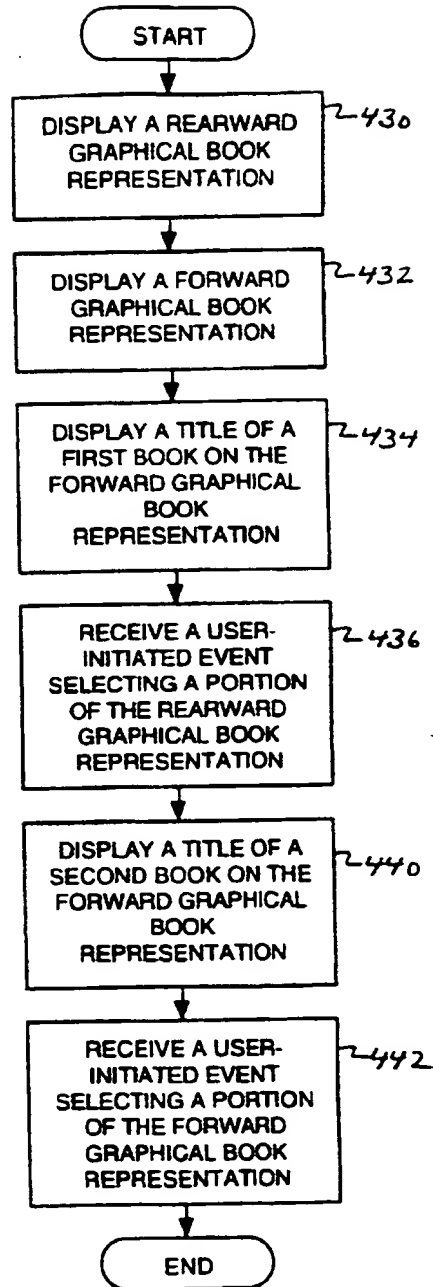 START
DISPLAY A REARWARD
GRAPHICAL BOOK
REPRESENTATION
430
DISPLAY A FORWARD
GRAPHICAL BOOK
REPRESENTATION
432
DISPLAY A TITLE OF A
FIRST BOOK ON THE
FORWARD GRAPHICAL
BOOK
REPRESENTATION
434
RECEIVE A USER-
INITIATED EVENT
SELECTING A PORTION
OF THE REARWARD
GRAPHICAL BOOK
REPRESENTATION
436
DISPLAY A TITLE OF A
SECOND BOOK ON THE
FORWARD GRAPHICAL
BOOK
REPRESENTATION
440
RECEIVE A USER-
INITIATED EVENT
SELECTING A PORTION
OF THE FORWARD
GRAPHICAL BOOK
REPRESENTATION
442
END